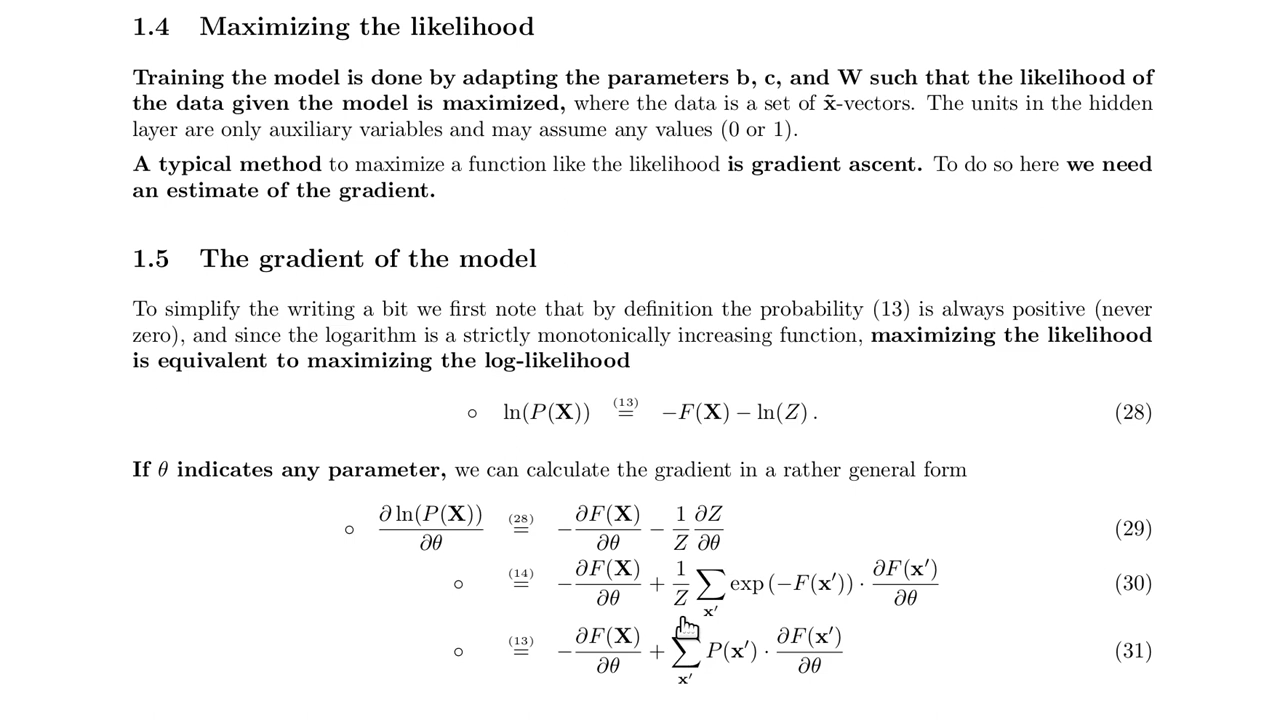 1.4 Maximizing the likelihood
Training the model is done by adapting the parameters b, c, and W such that the likelihood of
the data given the model is maximized, where the data is a set of x̃-vectors. The units in the hidden
layer are only auxiliary variables and may assume any values (0 or 1).
A typical method to maximize a function like the likelihood is gradient ascent. To do so here we need
an estimate of the gradient.
1.5 The gradient of the model
To simplify the writing a bit we first note that by definition the probability (13) is always positive (never
zero), and since the logarithm is a strictly monotonically increasing function, maximizing the likelihood
is equivalent to maximizing the log-likelihood
◦ ln(P(X)) (13)= −F(X) − ln(Z) . (28)
If θ indicates any parameter, we can calculate the gradient in a rather general form
◦ ∂ ln(P(X))/∂θ (28)= −∂F(X)/∂θ − 1/Z ∂Z/∂θ (29)
◦ (14)= −∂F(X)/∂θ + 1/Z ∑x′ exp (−F(x′)) · ∂F(x′)/∂θ (30)
◦ (13)= −∂F(X)/∂θ + ∑x′ P(x′) · ∂F(x′)/∂θ (31)